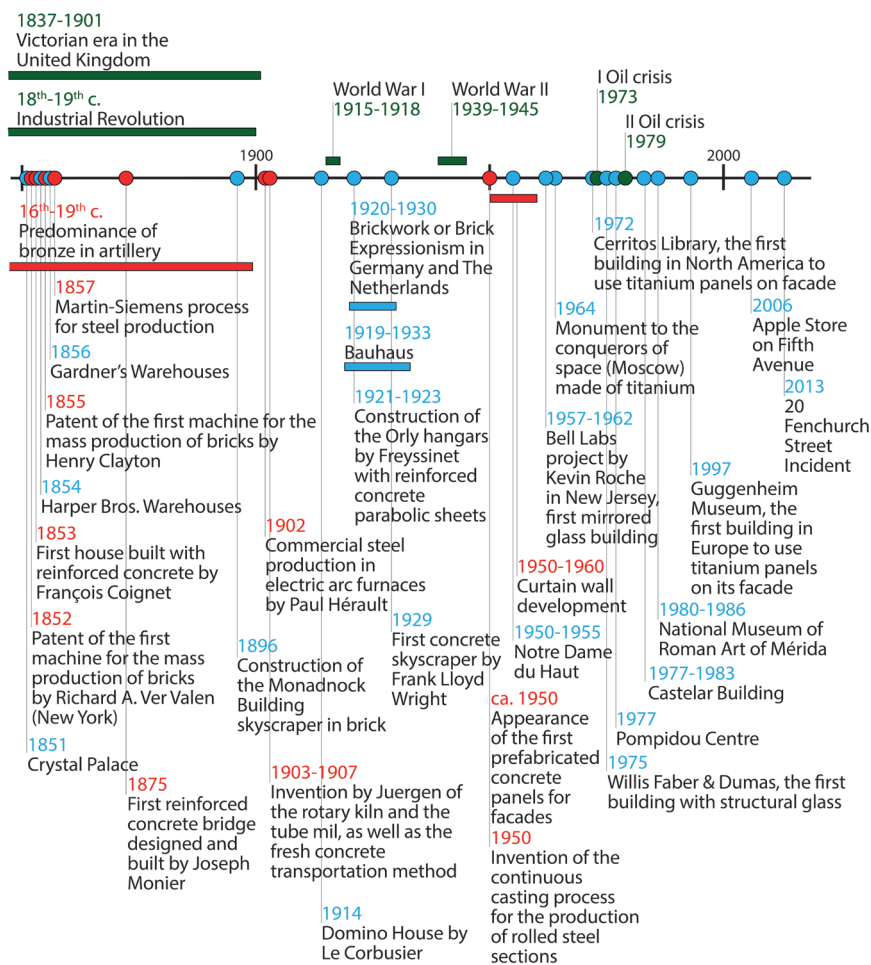 1837-1901
Victorian era in the
United Kingdom
18th-19th c.
Industrial Revolution
World War I
1915-1918
World War II
1939-1945
I Oil crisis
1973
II Oil crisis
1979
1900
2000
16th-19th c.
Predominance of
bronze in artillery
1857
Martin-Siemens process
for steel production
1856
Gardner's Warehouses
1855
Patent of the first machine for the
mass production of bricks by
Henry Clayton
1854
Harper Bros. Warehouses
1853
First house built with
reinforced concrete by
François Coignet
1852
Patent of the first
machine for the mass
production of bricks
by Richard A. Ver Valen
(New York)
1851
Crystal Palace
1875
First reinforced
concrete bridge
designed and
built by Joseph
Monier
1896
Construction of
the Monadnock
Building
skyscraper in brick
1902
Commercial steel
production in
electric arc furnaces
by Paul Hérault
1903-1907
Invention by Juergen of
the rotary kiln and the
tube mil, as well as the
fresh concrete
transportation method
1914
Domino House by
Le Corbusier
1920-1930
Brickwork or Brick
Expressionism in
Germany and The
Netherlands
1919-1933
Bauhaus
1921-1923
Construction of
the Orly hangars
by Freyssinet
with reinforced
concrete
parabolic sheets
1929
First concrete
skyscraper by
Frank Lloyd
Wright
ca. 1950
Appearance
of the first
prefabricated
concrete
panels for
facades
1950
Invention of the
continuous
casting process
for the production
of rolled steel
sections
1950-1960
Curtain wall
development
1950-1955
Notre Dame
du Haut
1957-1962
Bell Labs
project by
Kevin Roche
in New Jersey,
first mirrored
glass building
1964
Monument to the
conquerors of
space (Moscow)
made of titanium
1972
Cerritos Library, the first
building in North America to
use titanium panels on facade
1975
Willis Faber & Dumas, the first
building with structural glass
1977
Pompidou Centre
1977-1983
Castelar Building
1980-1986
National Museum of
Roman Art of Mérida
1997
Guggenheim
Museum, the
first building in
Europe to use
titanium panels
on its facade
2006
Apple Store
on Fifth
Avenue
2013
20
Fenchurch
Street
Incident